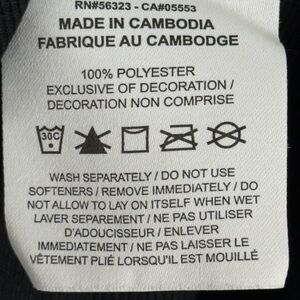 RN#56323 - CA#05553
MADE IN CAMBODIA
FABRIQUE AU CAMBODGE
100% POLYESTER
EXCLUSIVE OF DECORATION /
DECORATION NON COMPRISE
30C
WASH SEPARATELY / DO NOT USE
SOFTENERS / REMOVE IMMEDIATELY / DO
NOT ALLOW TO LAY ON ITSELF WHEN WET
LAVER SEPAREMENT / NE PAS UTILISER
D'ADOUCISSEUR / ENLEVER
IMMEDIATEMENT / NE PAS LAISSER LE
VÊTEMENT PLIÉ LORSQU'IL EST MOUILLÉ